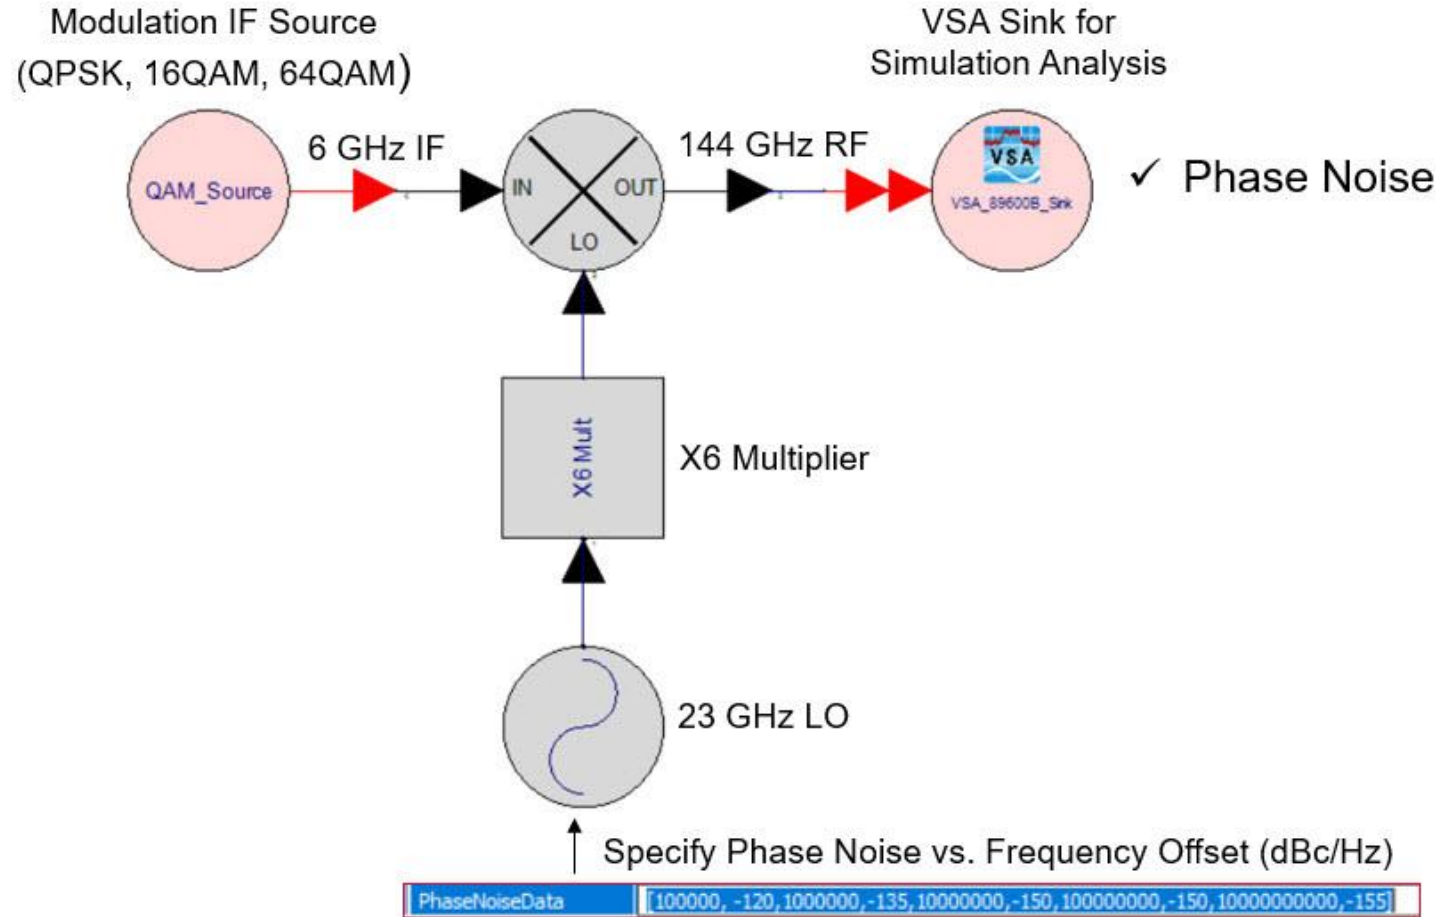 Modulation IF Source
(QPSK, 16QAM, 64QAM)
VSA Sink for
Simulation Analysis
QAM_Source
6 GHz IF
IN
OUT
LO
144 GHz RF
VSA
VSA_89600B_Sink
✓ Phase Noise
X6 Mult
X6 Multiplier
23 GHz LO
Specify Phase Noise vs. Frequency Offset (dBc/Hz)
PhaseNoiseData [100000, -120,1000000,-135,10000000,-150,100000000,-150,10000000000,-155]